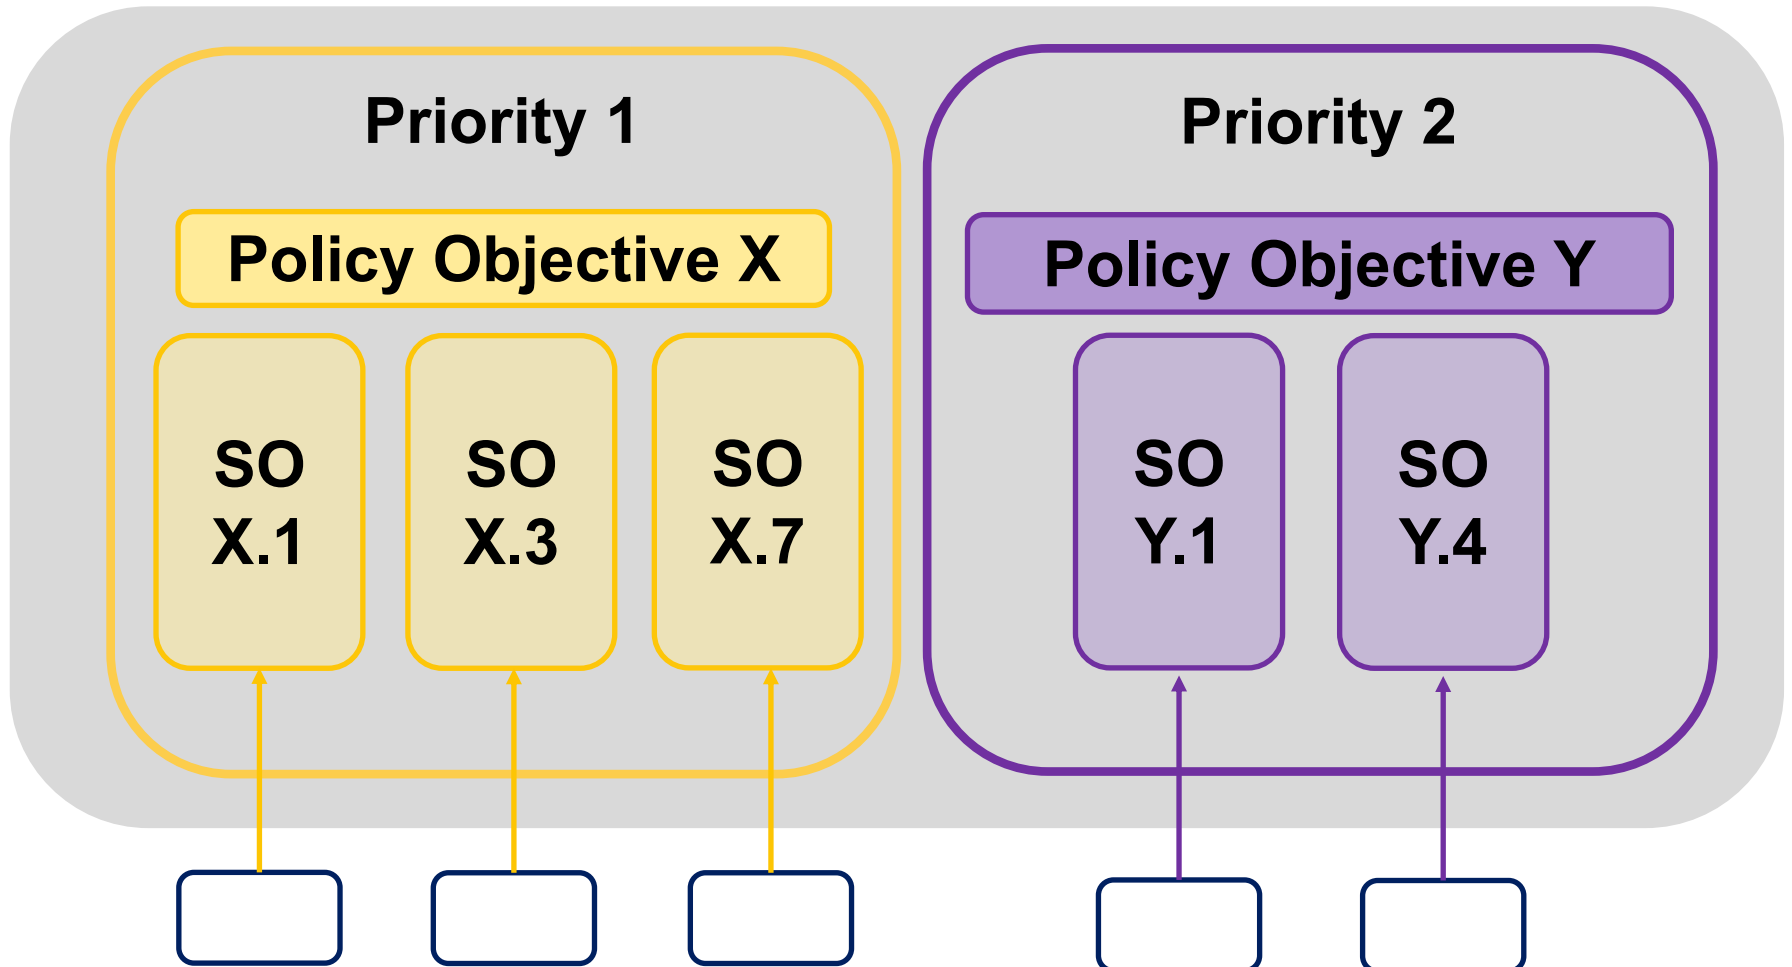 Priority 1
Policy Objective X
SO
X.1
SO
X.3
SO
X.7
Priority 2
Policy Objective Y
SO
Y.1
SO
Y.4